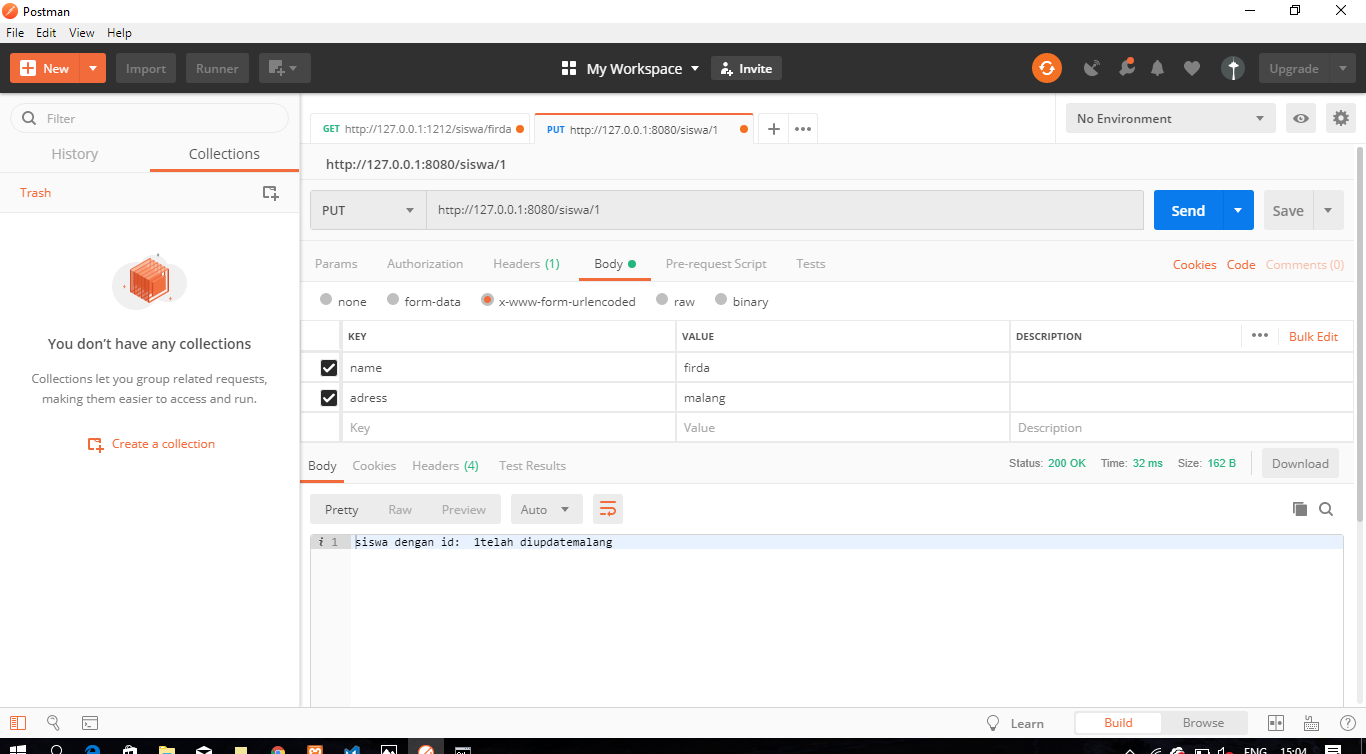 Postman
File Edit View Help
New Import Runner My Workspace Invite Upgrade
Filter
History Collections
Trash
You don't have any collections
Collections let you group related requests,
making them easier to access and run.
Create a collection
GET http://127.0.0.1:1212/siswa/firda PUT http://127.0.0.1:8080/siswa/1 No Environment
http://127.0.0.1:8080/siswa/1
PUT http://127.0.0.1:8080/siswa/1 Send Save
Params Authorization Headers (1) Body Pre-request Script Tests Cookies Code Comments (0)
none form-data x-www-form-urlencoded raw binary
KEY VALUE DESCRIPTION Bulk Edit
name firda
adress malang
Key Value Description
Body Cookies Headers (4) Test Results Status: 200 OK Time: 32 ms Size: 162 B Download
Pretty Raw Preview Auto
i 1 siswa dengan id:  1telah diupdatemalang
Learn Build Browse
ENG 15:04